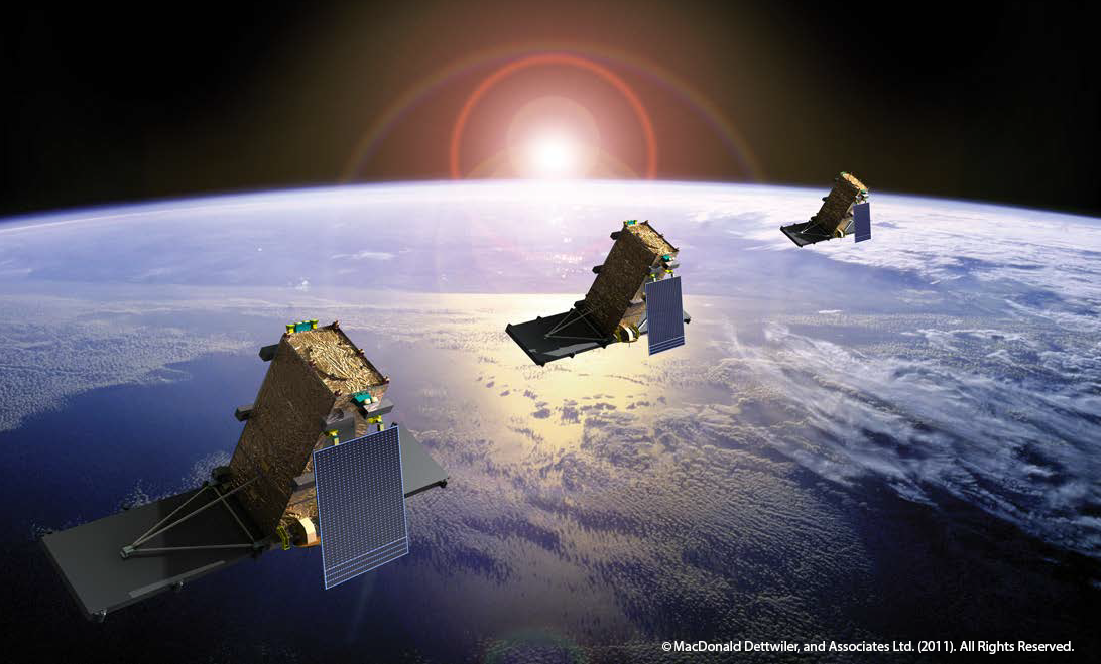 © MacDonald Dettwiler, and Associates Ltd. (2011). All Rights Reserved.